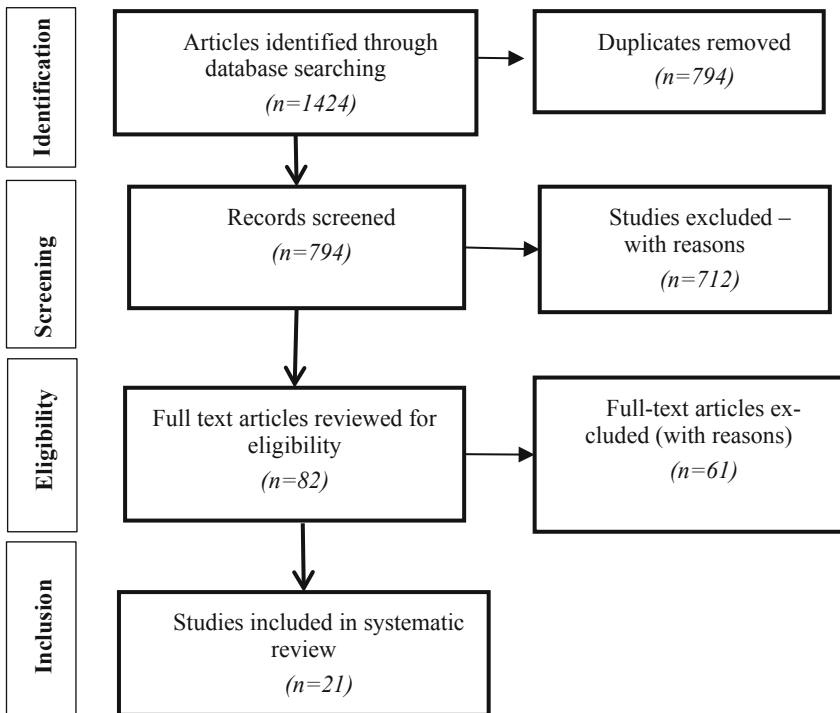 Identification
Articles identified through
database searching
(n=1424)
Duplicates removed
(n=794)
Screening
Records screened
(n=794)
Studies excluded –
with reasons
(n=712)
Eligibility
Full text articles reviewed for
eligibility
(n=82)
Full-text articles ex-
cluded (with reasons)
(n=61)
Inclusion
Studies included in systematic
review
(n=21)